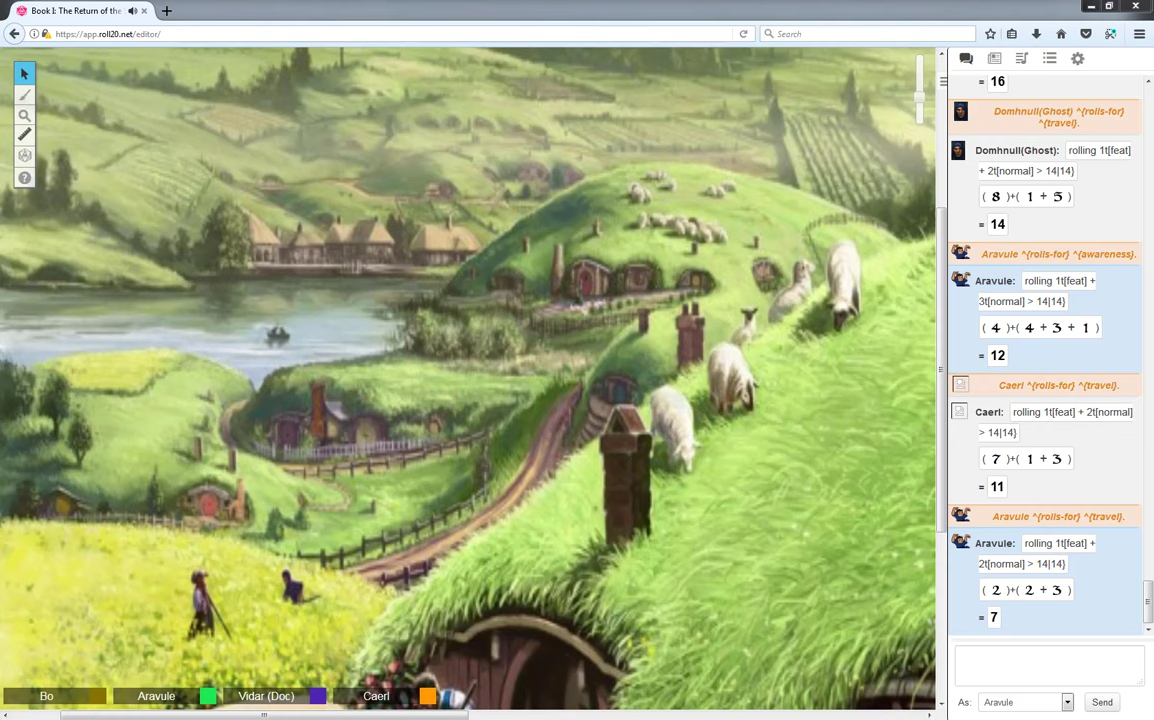 Book I: The Return of the
https://app.roll20.net/editor/
Search
= 16
Domhnull(Ghost) ^{rolls-for}
^{travel}.
Domhnull(Ghost): rolling 1t[feat]
+ 2t[normal] > 14|14}
( 8 )+( 1 + 5 )
= 14
Aravule ^{rolls-for} ^{awareness}.
Aravule: rolling 1t[feat] +
3t[normal] > 14|14}
( 4 )+( 4 + 3 + 1 )
= 12
Caerl ^{rolls-for} ^{travel}.
Caerl: rolling 1t[feat] + 2t[normal]
> 14|14}
( 7 )+( 1 + 3 )
= 11
Aravule ^{rolls-for} ^{travel}.
Aravule: rolling 1t[feat] +
2t[normal] > 14|14}
( 2 )+( 2 + 3 )
= 7
Bo Aravule Vidar (Doc) Caerl
As: Aravule Send